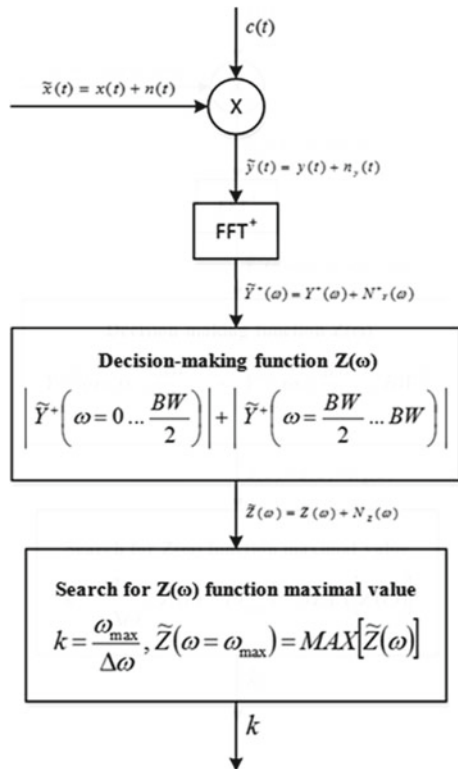 c(t)
x̃(t) = x(t) + n(t)
X
ỹ(t) = y(t) + n_y(t)
FFT⁺
Ỹ⁺(ω) = Y⁺(ω) + N⁺_Y(ω)
Decision-making function Z(ω)
|Ỹ⁺(ω = 0 ... BW/2)| + |Ỹ⁺(ω = BW/2 ... BW)|
Z̃(ω) = Z(ω) + N_Z(ω)
Search for Z(ω) function maximal value
k = ω_max/Δω, Z̃(ω = ω_max) = MAX[Z̃(ω)]
k